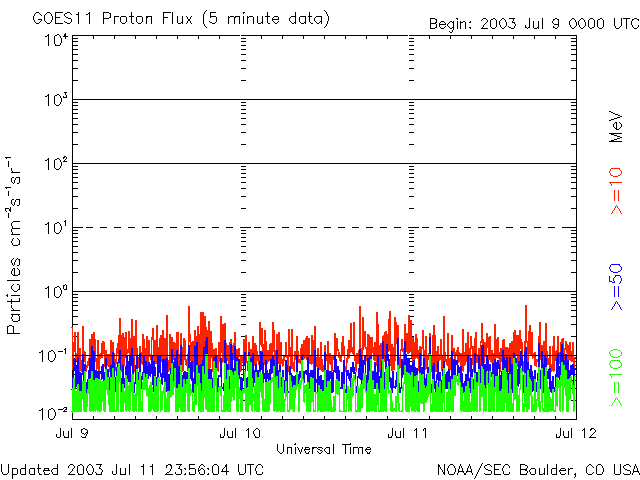 GOES11 Proton Flux (5 minute data)
Begin: 2003 Jul 9 0000 UTC
Particles cm⁻²s⁻¹sr⁻¹
10⁴
10³
10²
10¹
10⁰
10⁻¹
10⁻²
Jul 9
Jul 10
Jul 11
Jul 12
Universal Time
MeV
>=10
>=50
>=100
Updated 2003 Jul 11 23:56:04 UTC
NOAA/SEC Boulder, CO USA